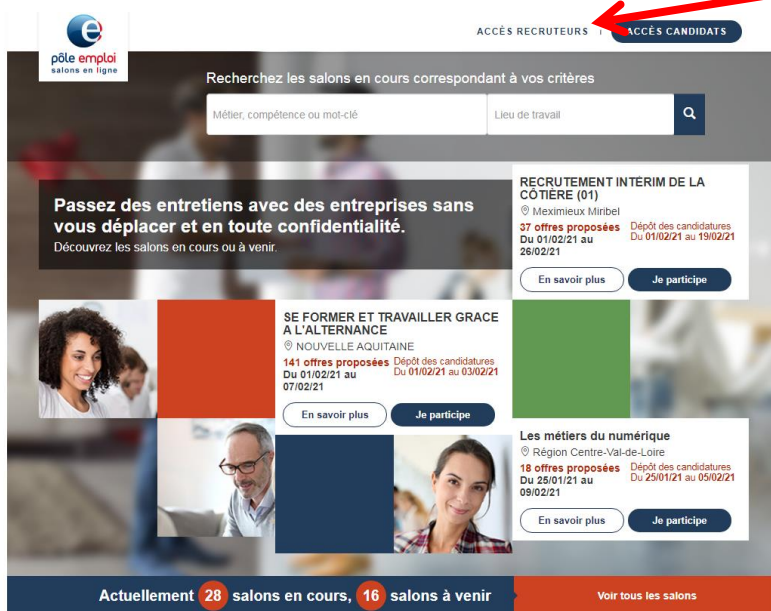 ACCÈS RECRUTEURS
ACCÈS CANDIDATS
pôle emploi
salons en ligne
Recherchez les salons en cours correspondant à vos critères
Métier, compétence ou mot-clé
Lieu de travail
RECRUTEMENT INTÉRIM DE LA
CÔTIÈRE (01)
Meximieux Miribel
37 offres proposées
Du 01/02/21 au
26/02/21
Dépôt des candidatures
Du 01/02/21 au 19/02/21
En savoir plus
Je participe
Passez des entretiens avec des entreprises sans
vous déplacer et en toute confidentialité.
Découvrez les salons en cours ou à venir.
SE FORMER ET TRAVAILLER GRACE
A L'ALTERNANCE
NOUVELLE AQUITAINE
141 offres proposées
Du 01/02/21 au
07/02/21
Dépôt des candidatures
Du 01/02/21 au 03/02/21
En savoir plus
Je participe
Les métiers du numérique
Région Centre-Val-de-Loire
18 offres proposées
Du 25/01/21 au
09/02/21
Dépôt des candidatures
Du 25/01/21 au 05/02/21
En savoir plus
Je participe
Actuellement 28 salons en cours, 16 salons à venir
Voir tous les salons